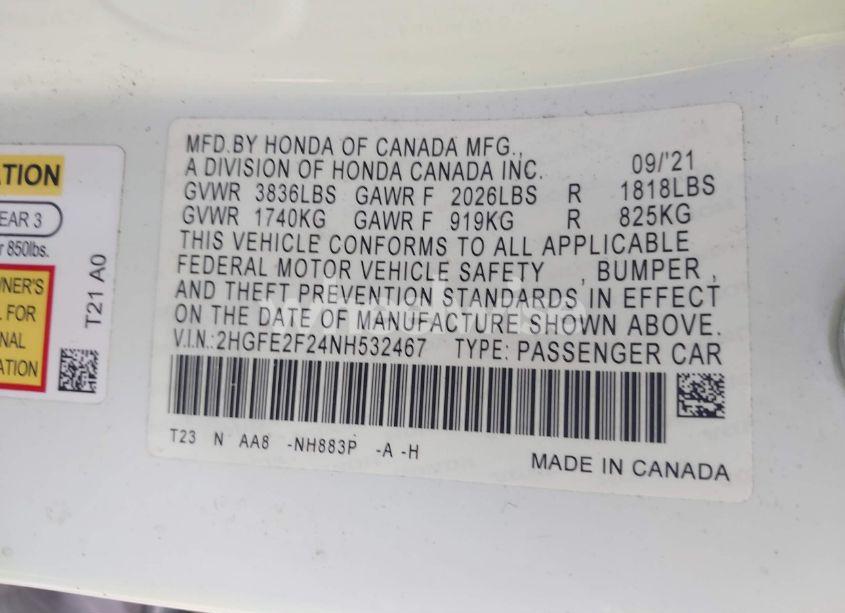 ATION
EAR 3
r 850lbs.
WNER'S
L FOR
NAL
ATION
T21 A0
MFD.BY HONDA OF CANADA MFG.,
A DIVISION OF HONDA CANADA INC. 09/'21
GVWR 3836LBS GAWR F 2026LBS R 1818LBS
GVWR 1740KG GAWR F 919KG R 825KG
THIS VEHICLE CONFORMS TO ALL APPLICABLE
FEDERAL MOTOR VEHICLE SAFETY , BUMPER ,
AND THEFT PREVENTION STANDARDS IN EFFECT
ON THE DATE OF MANUFACTURE SHOWN ABOVE.
V.I.N.:2HGFE2F24NH532467 TYPE: PASSENGER CAR
T23 N AA8 -NH883P -A -H
MADE IN CANADA